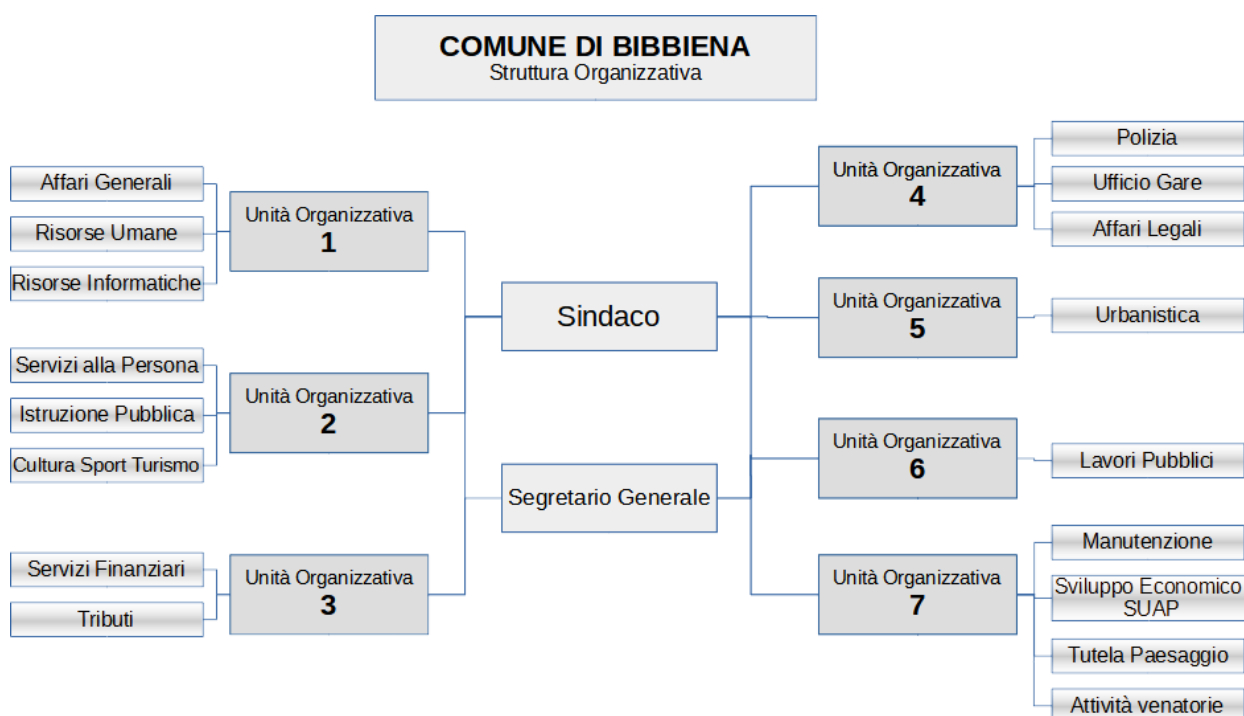 COMUNE DI BIBBIENA
Struttura Organizzativa
Affari Generali
Risorse Umane
Risorse Informatiche
Unità Organizzativa
1
Servizi alla Persona
Istruzione Pubblica
Cultura Sport Turismo
Unità Organizzativa
2
Servizi Finanziari
Tributi
Unità Organizzativa
3
Sindaco
Segretario Generale
Unità Organizzativa
4
Polizia
Ufficio Gare
Affari Legali
Unità Organizzativa
5
Urbanistica
Unità Organizzativa
6
Lavori Pubblici
Unità Organizzativa
7
Manutenzione
Sviluppo Economico
SUAP
Tutela Paesaggio
Attività venatorie